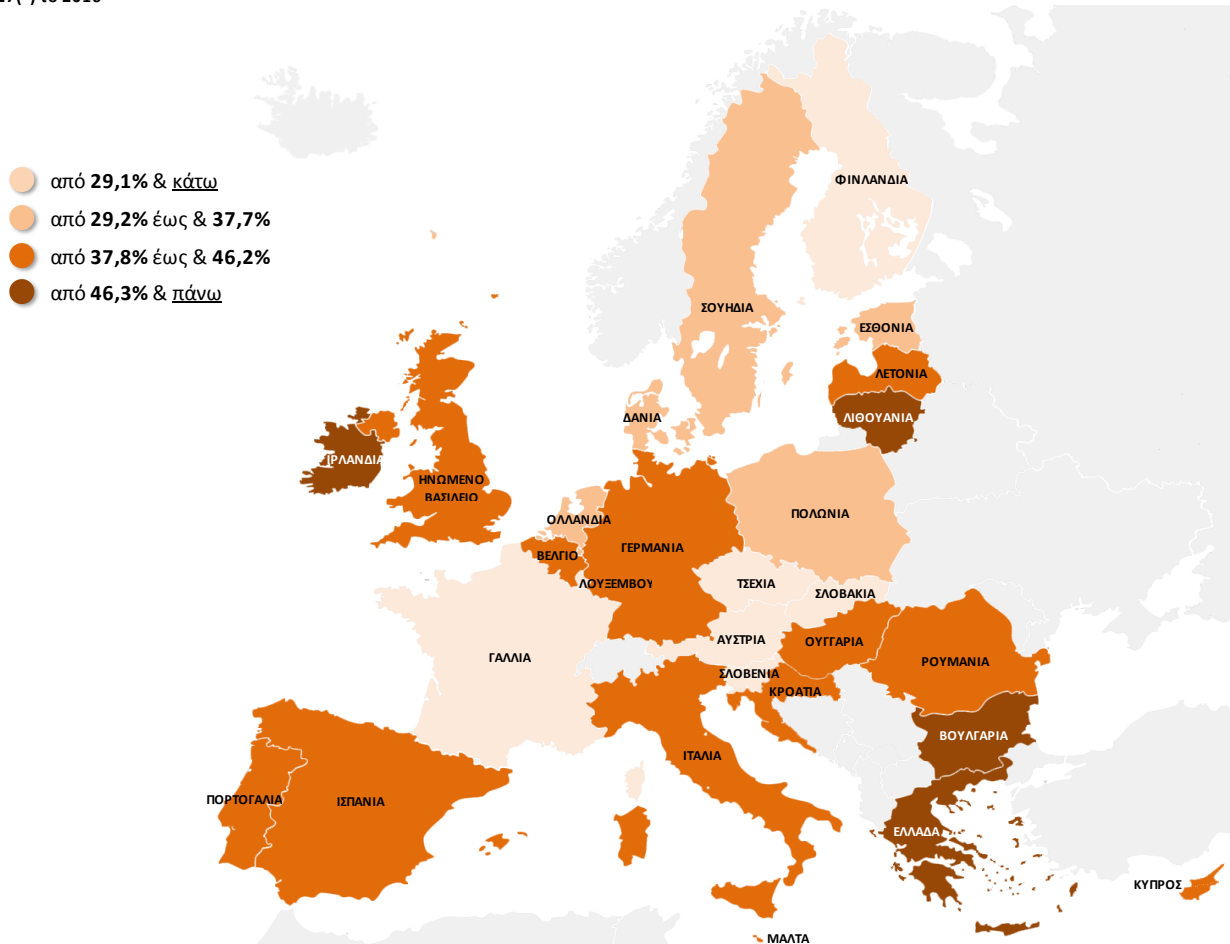 από 29,1% & κάτω
από 29,2% έως & 37,7%
από 37,8% έως & 46,2%
από 46,3% & πάνω
ΦΙΝΛΑΝΔΙΑ
ΣΟΥΗΔΙΑ
ΕΣΘΟΝΙΑ
ΛΕΤΟΝΙΑ
ΛΙΘΟΥΑΝΙΑ
ΔΑΝΙΑ
ΙΡΛΑΝΔΙΑ
ΗΝΩΜΕΝΟ
ΒΑΣΙΛΕΙΟ
ΟΛΛΑΝΔΙΑ
ΠΟΛΩΝΙΑ
ΒΕΛΓΙΟ
ΓΕΡΜΑΝΙΑ
ΛΟΥΞΕΜΒΟΥ
ΤΣΕΧΙΑ
ΣΛΟΒΑΚΙΑ
ΑΥΣΤΡΙΑ
ΟΥΓΓΑΡΙΑ
ΓΑΛΛΙΑ
ΡΟΥΜΑΝΙΑ
ΣΛΟΒΕΝΙΑ
ΚΡΟΑΤΙΑ
ΒΟΥΛΓΑΡΙΑ
ΙΤΑΛΙΑ
ΠΟΡΤΟΓΑΛΙΑ
ΙΣΠΑΝΙΑ
ΕΛΛΑΔΑ
ΚΥΠΡΟΣ
ΜΑΛΤΑ